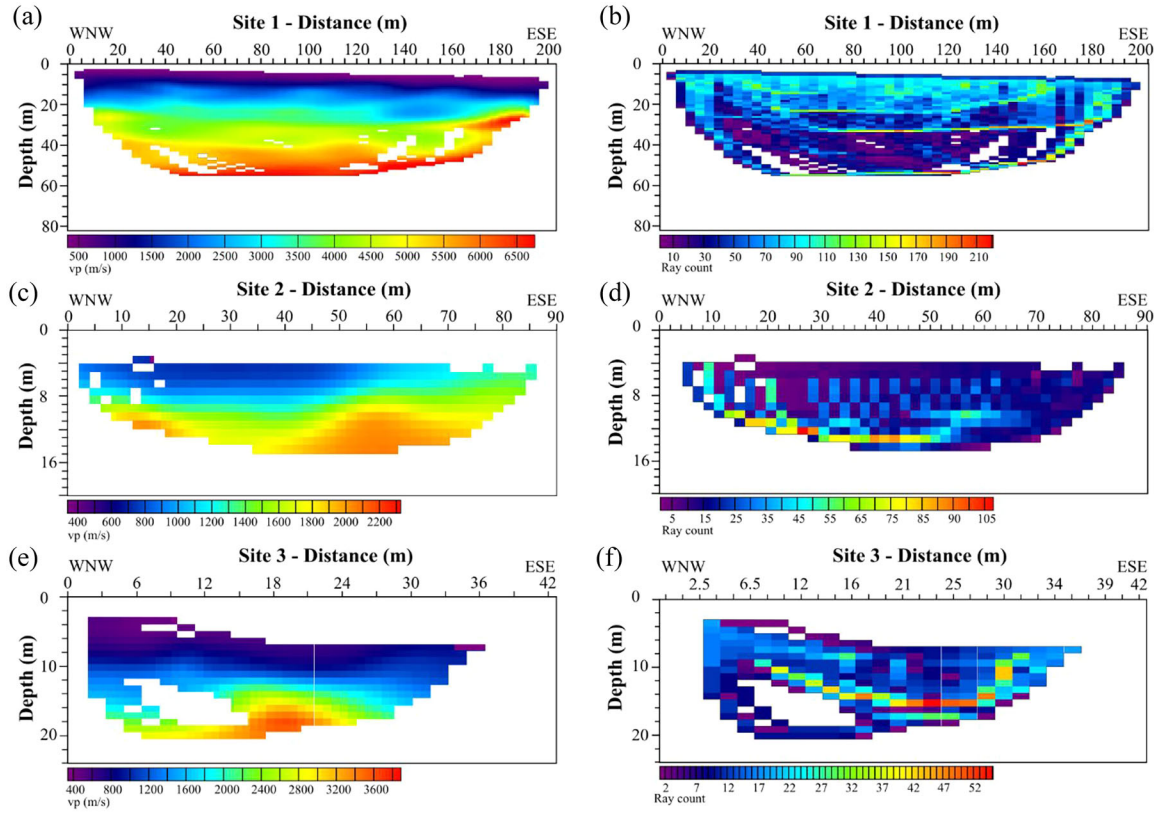 (a)
Site 1 - Distance (m)
WNW
ESE
0 20 40 60 80 100 120 140 160 180 200
Depth (m)
0
20
40
60
80
500 1000 1500 2000 2500 3000 3500 4000 4500 5000 5500 6000 6500
vp (m/s)
(b)
Site 1 - Distance (m)
WNW
ESE
0 20 40 60 80 100 120 140 160 180 200
Depth (m)
0
20
40
60
80
10 30 50 70 90 110 130 150 170 190 210
Ray count
(c)
Site 2 - Distance (m)
WNW
ESE
0 10 20 30 40 50 60 70 80 90
Depth (m)
0
8
16
400 600 800 1000 1200 1400 1600 1800 2000 2200
vp (m/s)
(d)
Site 2 - Distance (m)
WNW
ESE
0 10 20 30 40 50 60 70 80 90
Depth (m)
0
8
16
5 15 25 35 45 55 65 75 85 90 105
Ray count
(e)
Site 3 - Distance (m)
WNW
ESE
0 6 12 18 24 30 36 42
Depth (m)
0
10
20
400 800 1200 1600 2000 2400 2800 3200 3600
vp (m/s)
(f)
Site 3 - Distance (m)
WNW
ESE
2.5 6.5 12 16 21 25 30 34 39 42
Depth (m)
0
10
20
2 7 12 17 22 27 32 37 42 47 52
Ray count